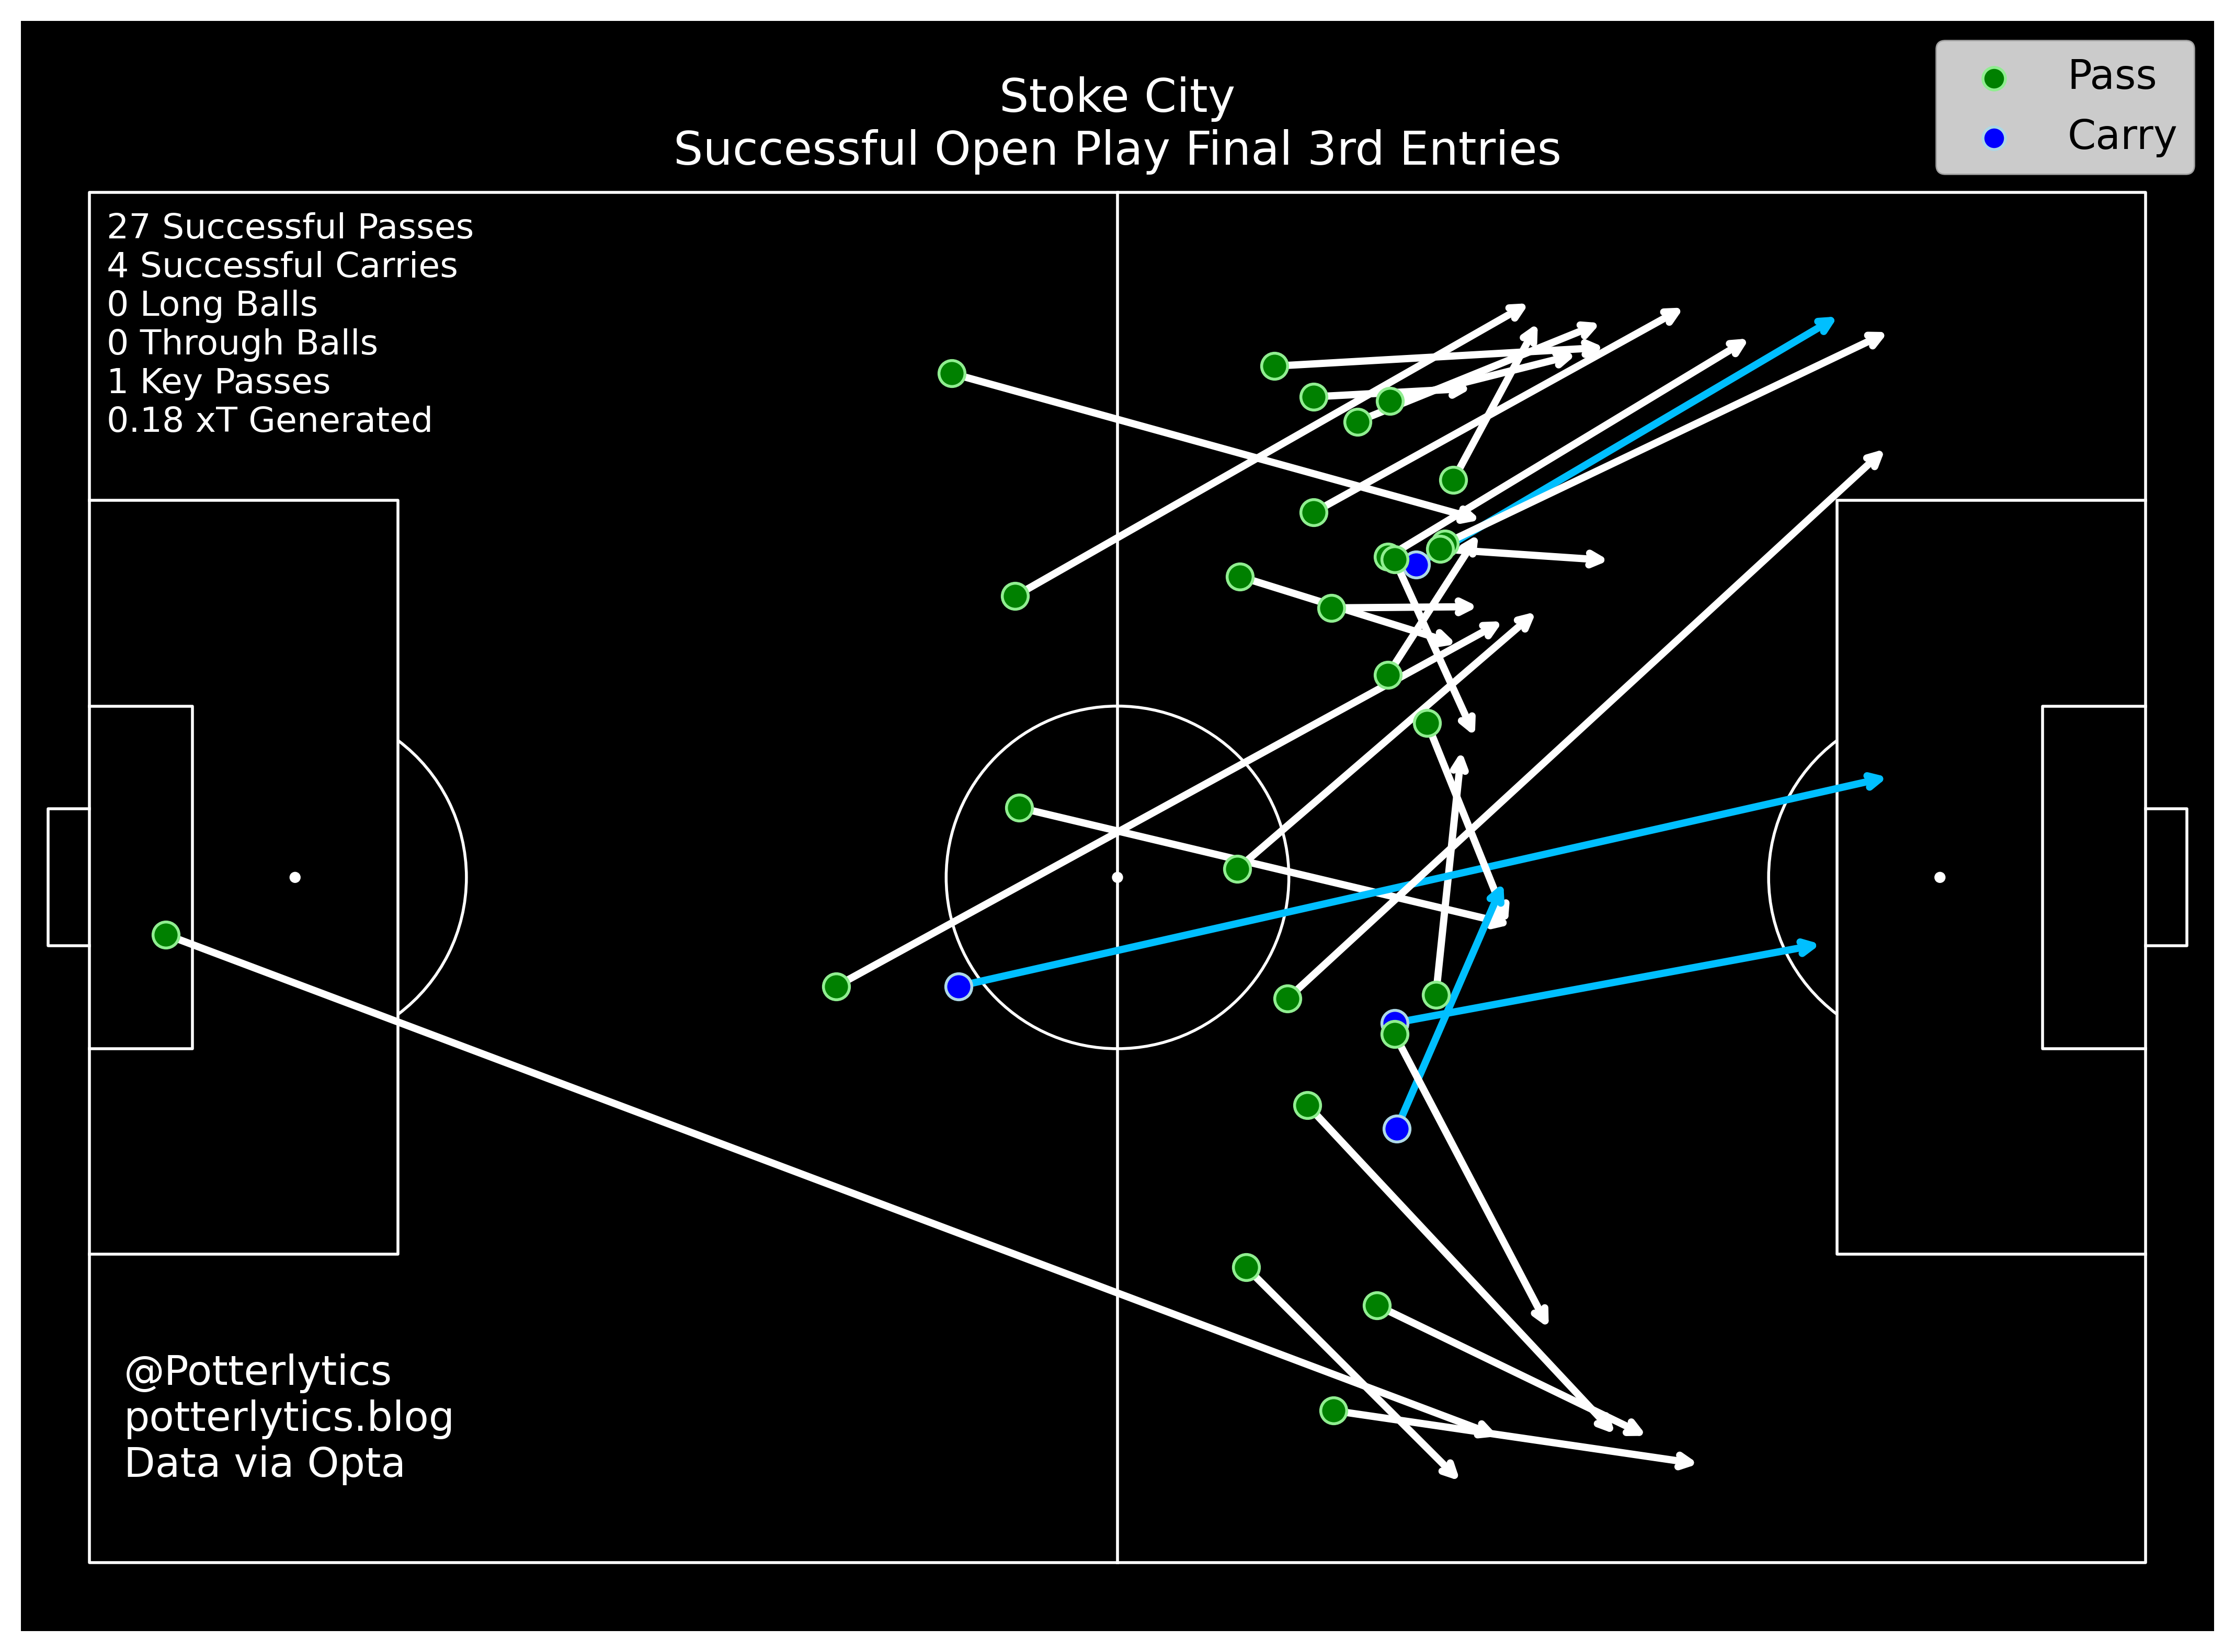 Stoke City
Successful Open Play Final 3rd Entries
Pass
Carry
27 Successful Passes
4 Successful Carries
0 Long Balls
0 Through Balls
1 Key Passes
0.18 xT Generated
@Potterlytics
potterlytics.blog
Data via Opta